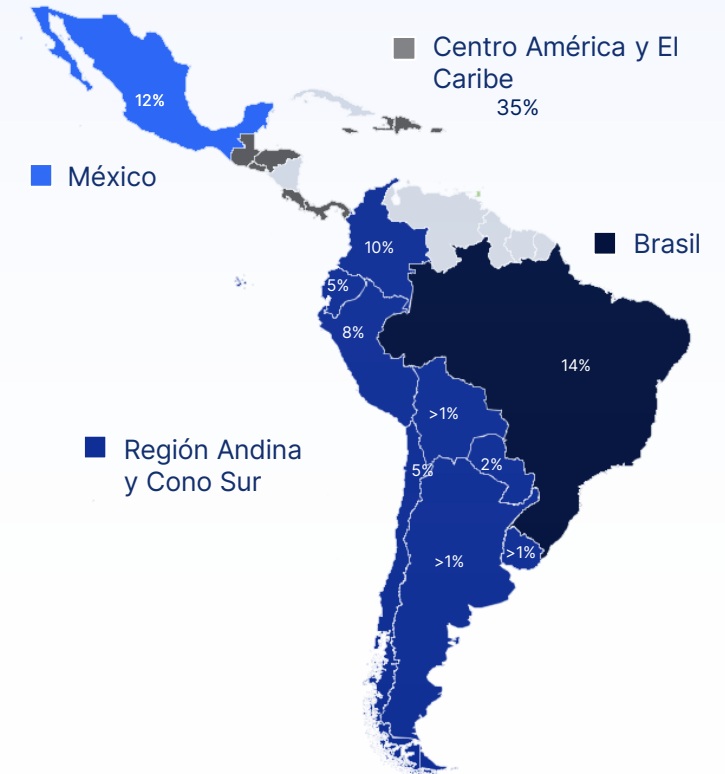 Centro América y El
Caribe
35%
12%
México
Brasil
10%
5%
8%
14%
>1%
Región Andina
y Cono Sur
5%
2%
>1%
>1%